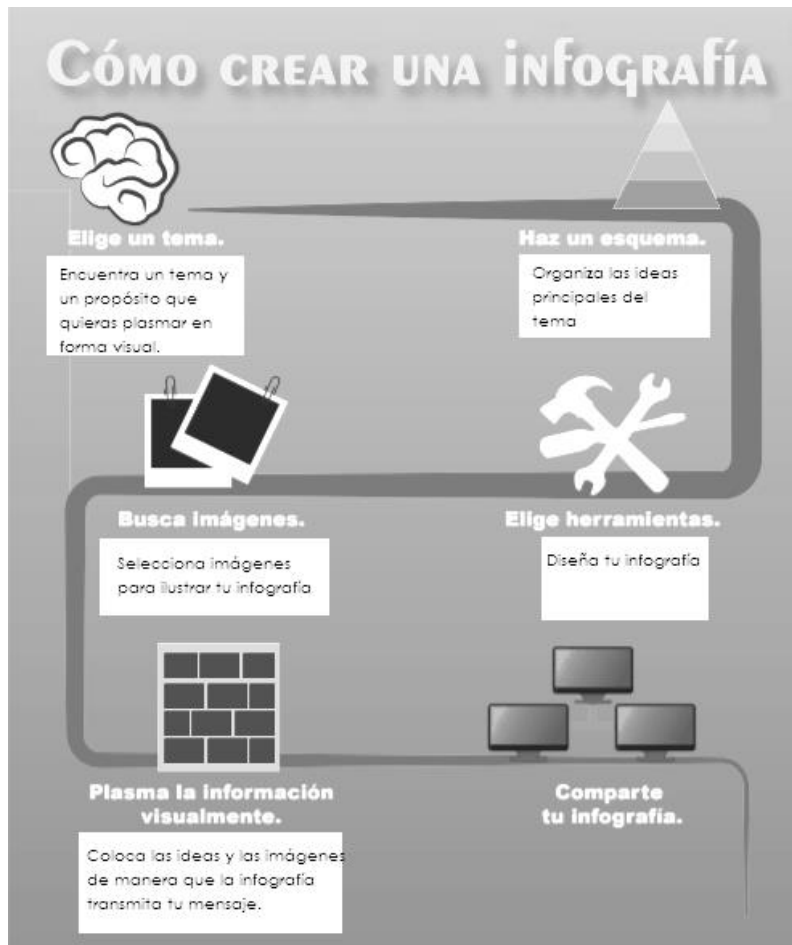 Cómo crear una infografía
Elige un tema.
Encuentra un tema y
un propósito que
quieras plasmar en
forma visual.
Haz un esquema.
Organiza las ideas
principales del
tema
Elige herramientas.
Diseña tu infografía
Busca imágenes.
Selecciona imágenes
para ilustrar tu infografía
Plasma la información
visualmente.
Coloca las ideas y las imágenes
de manera que la infografía
transmita tu mensaje.
Comparte
tu infografía.